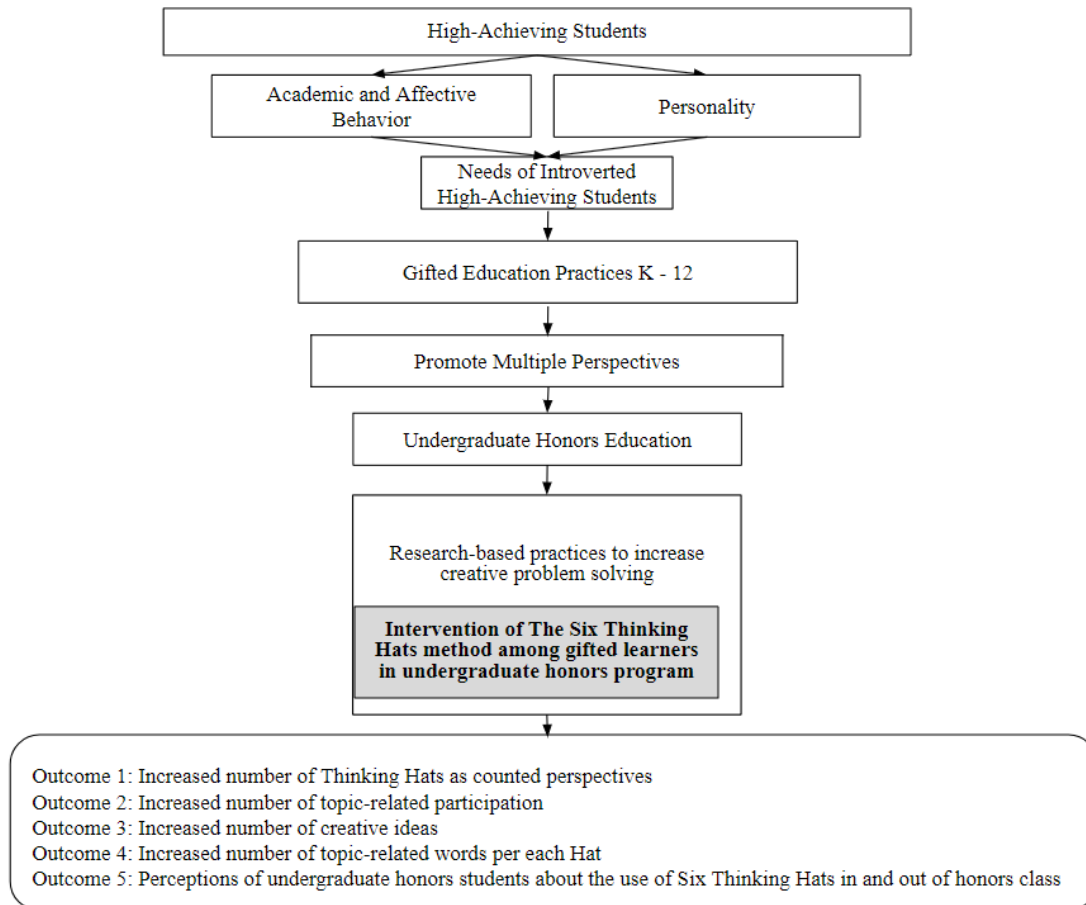 High-Achieving Students
Academic and Affective
Behavior
Personality
Needs of Introverted
High-Achieving Students
Gifted Education Practices K - 12
Promote Multiple Perspectives
Undergraduate Honors Education
Research-based practices to increase
creative problem solving
Intervention of The Six Thinking
Hats method among gifted learners
in undergraduate honors program
Outcome 1: Increased number of Thinking Hats as counted perspectives
Outcome 2: Increased number of topic-related participation
Outcome 3: Increased number of creative ideas
Outcome 4: Increased number of topic-related words per each Hat
Outcome 5: Perceptions of undergraduate honors students about the use of Six Thinking Hats in and out of honors class